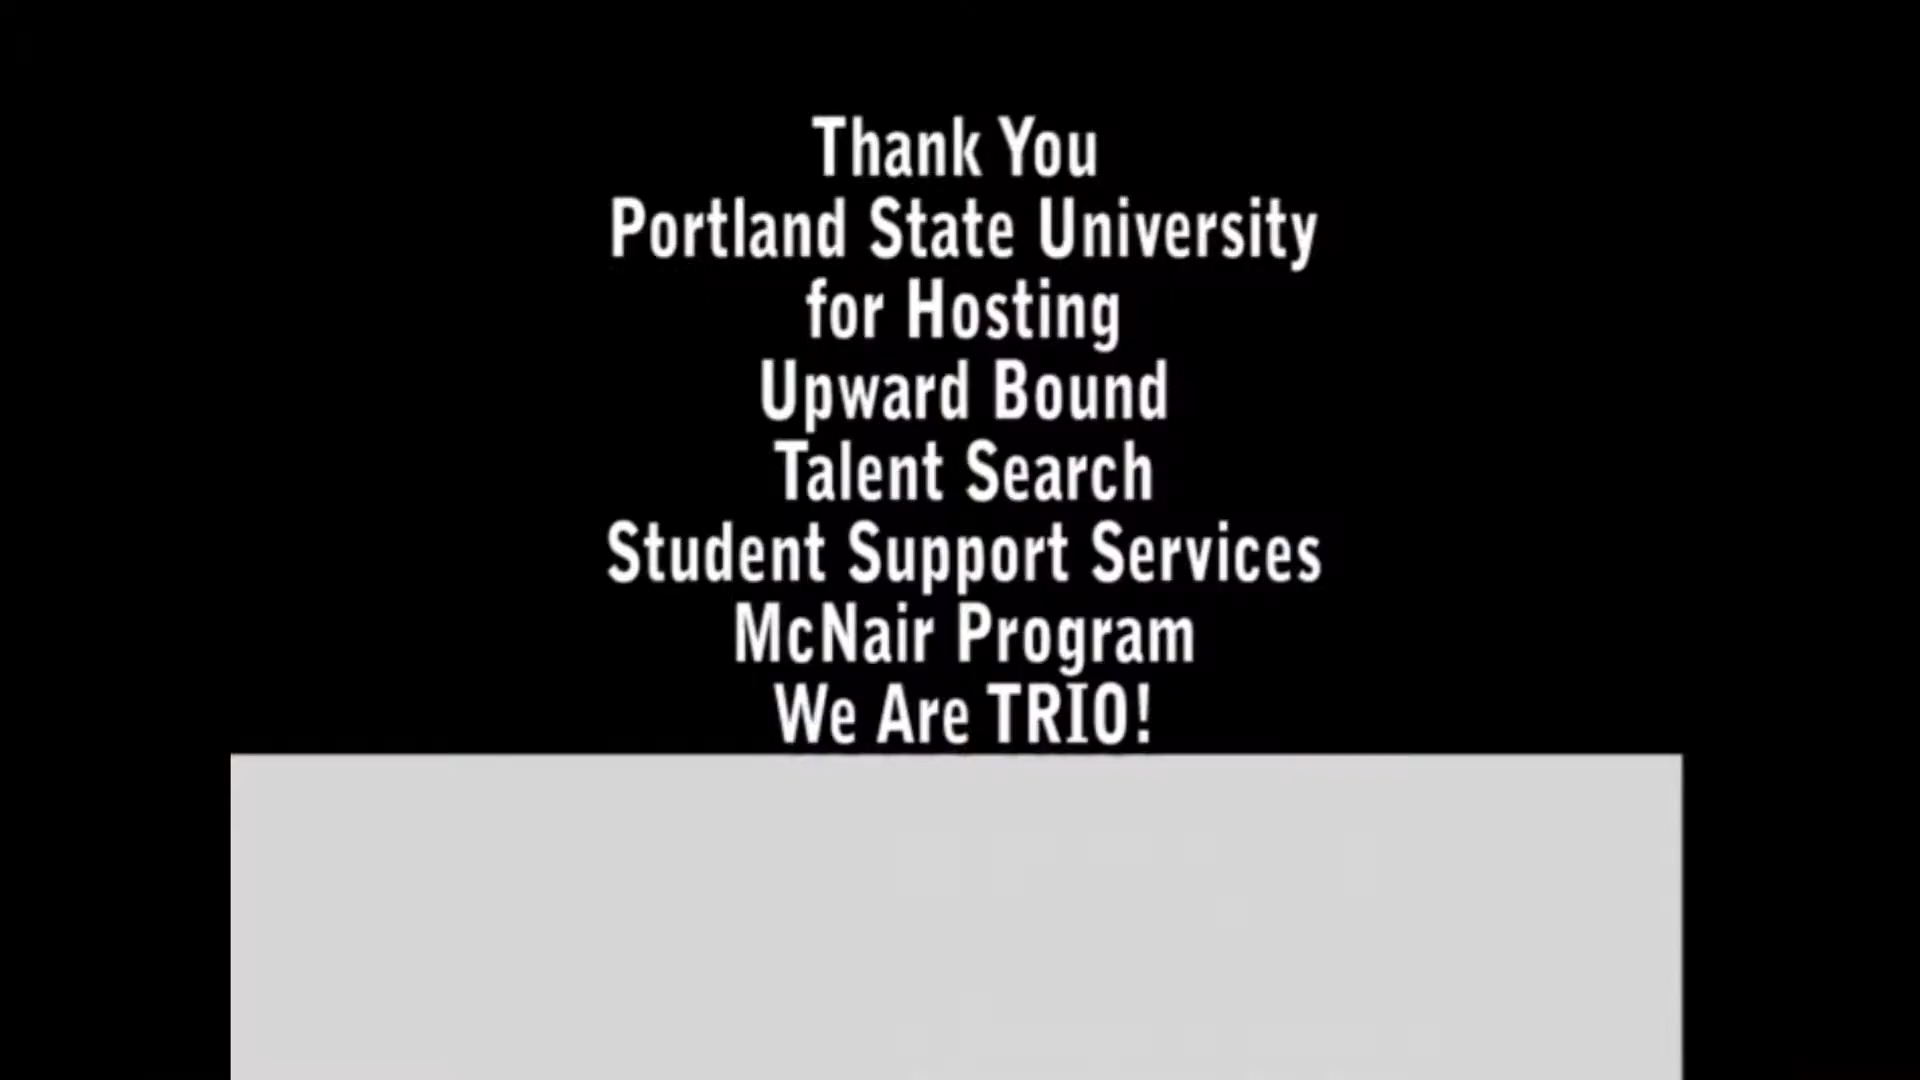 Thank You
Portland State University
for Hosting
Upward Bound
Talent Search
Student Support Services
McNair Program
We Are TRIO!